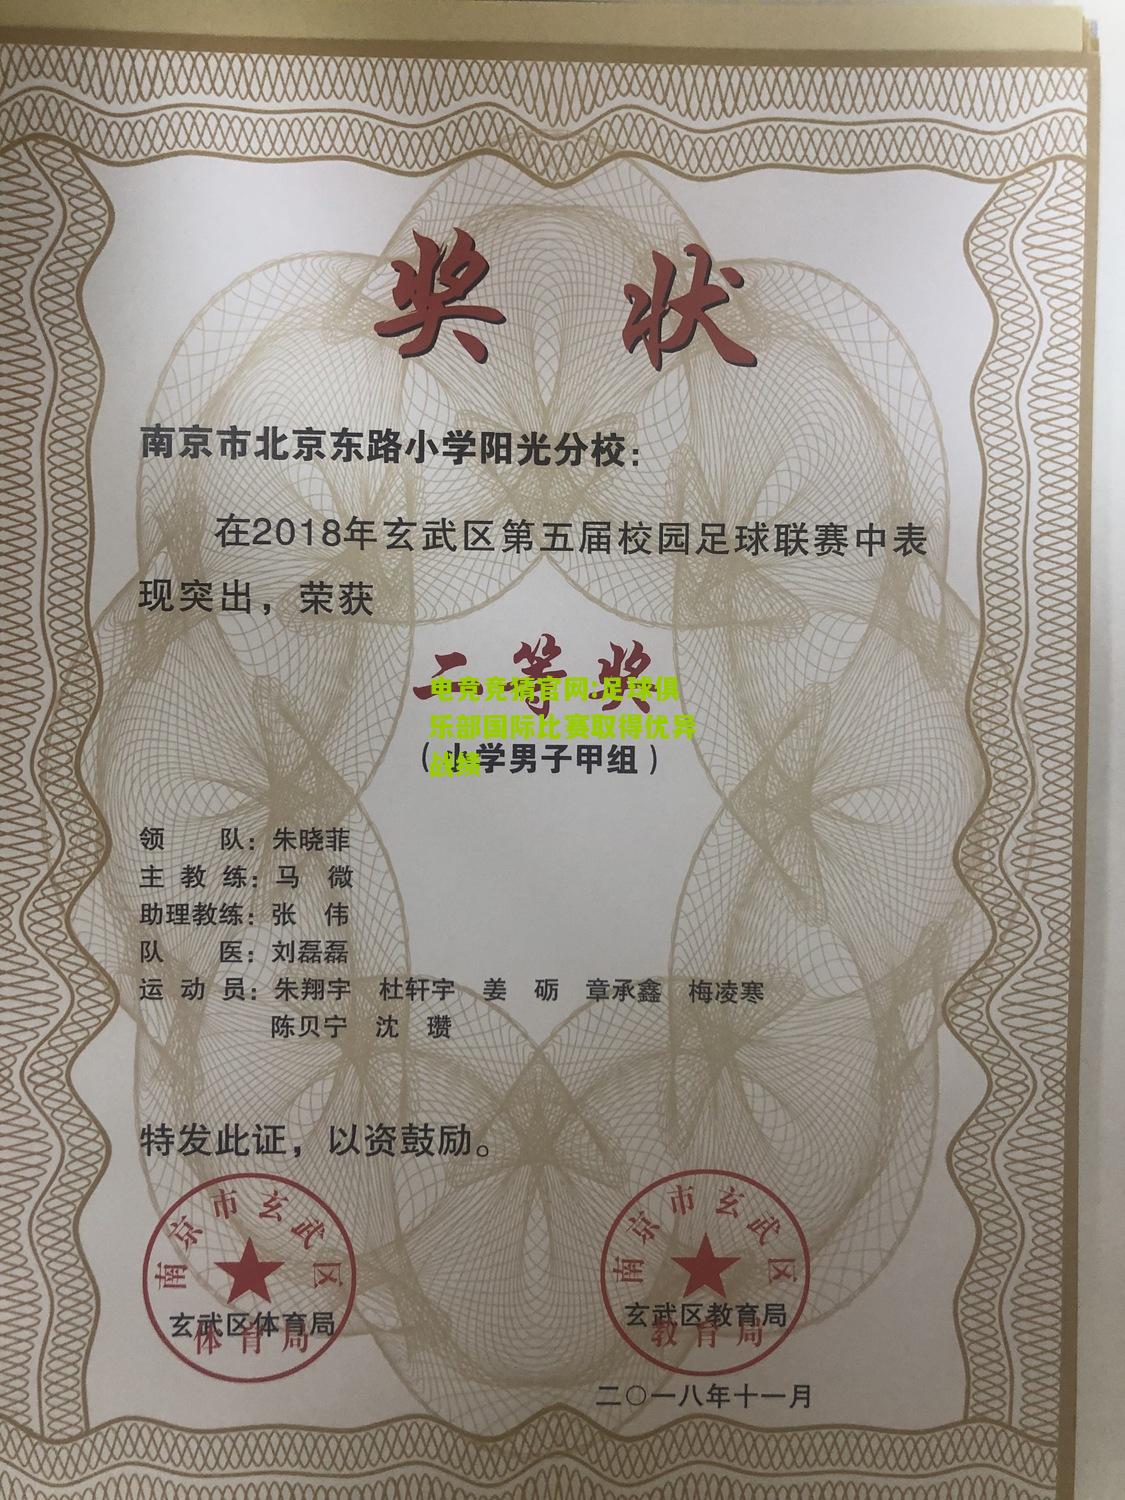 奖 状
南京市北京东路小学阳光分校：
在2018年玄武区第五届校园足球联赛中表
现突出，荣获
二等奖
电竞竞猜官网:足球俱
乐部国际比赛取得优异
战绩
（小学男子甲组）
领 队：朱晓菲
主 教 练：马 微
助理教练：张 伟
队 医：刘磊磊
运 动 员：朱翔宇 杜轩宇 姜 砺 章承鑫 梅凌寒
陈贝宁 沈 瓒
特发此证，以资鼓励。
南京市玄武区
玄武区体育局
体育局
南京市玄武区
玄武区教育局
教育局
二〇一八年十一月